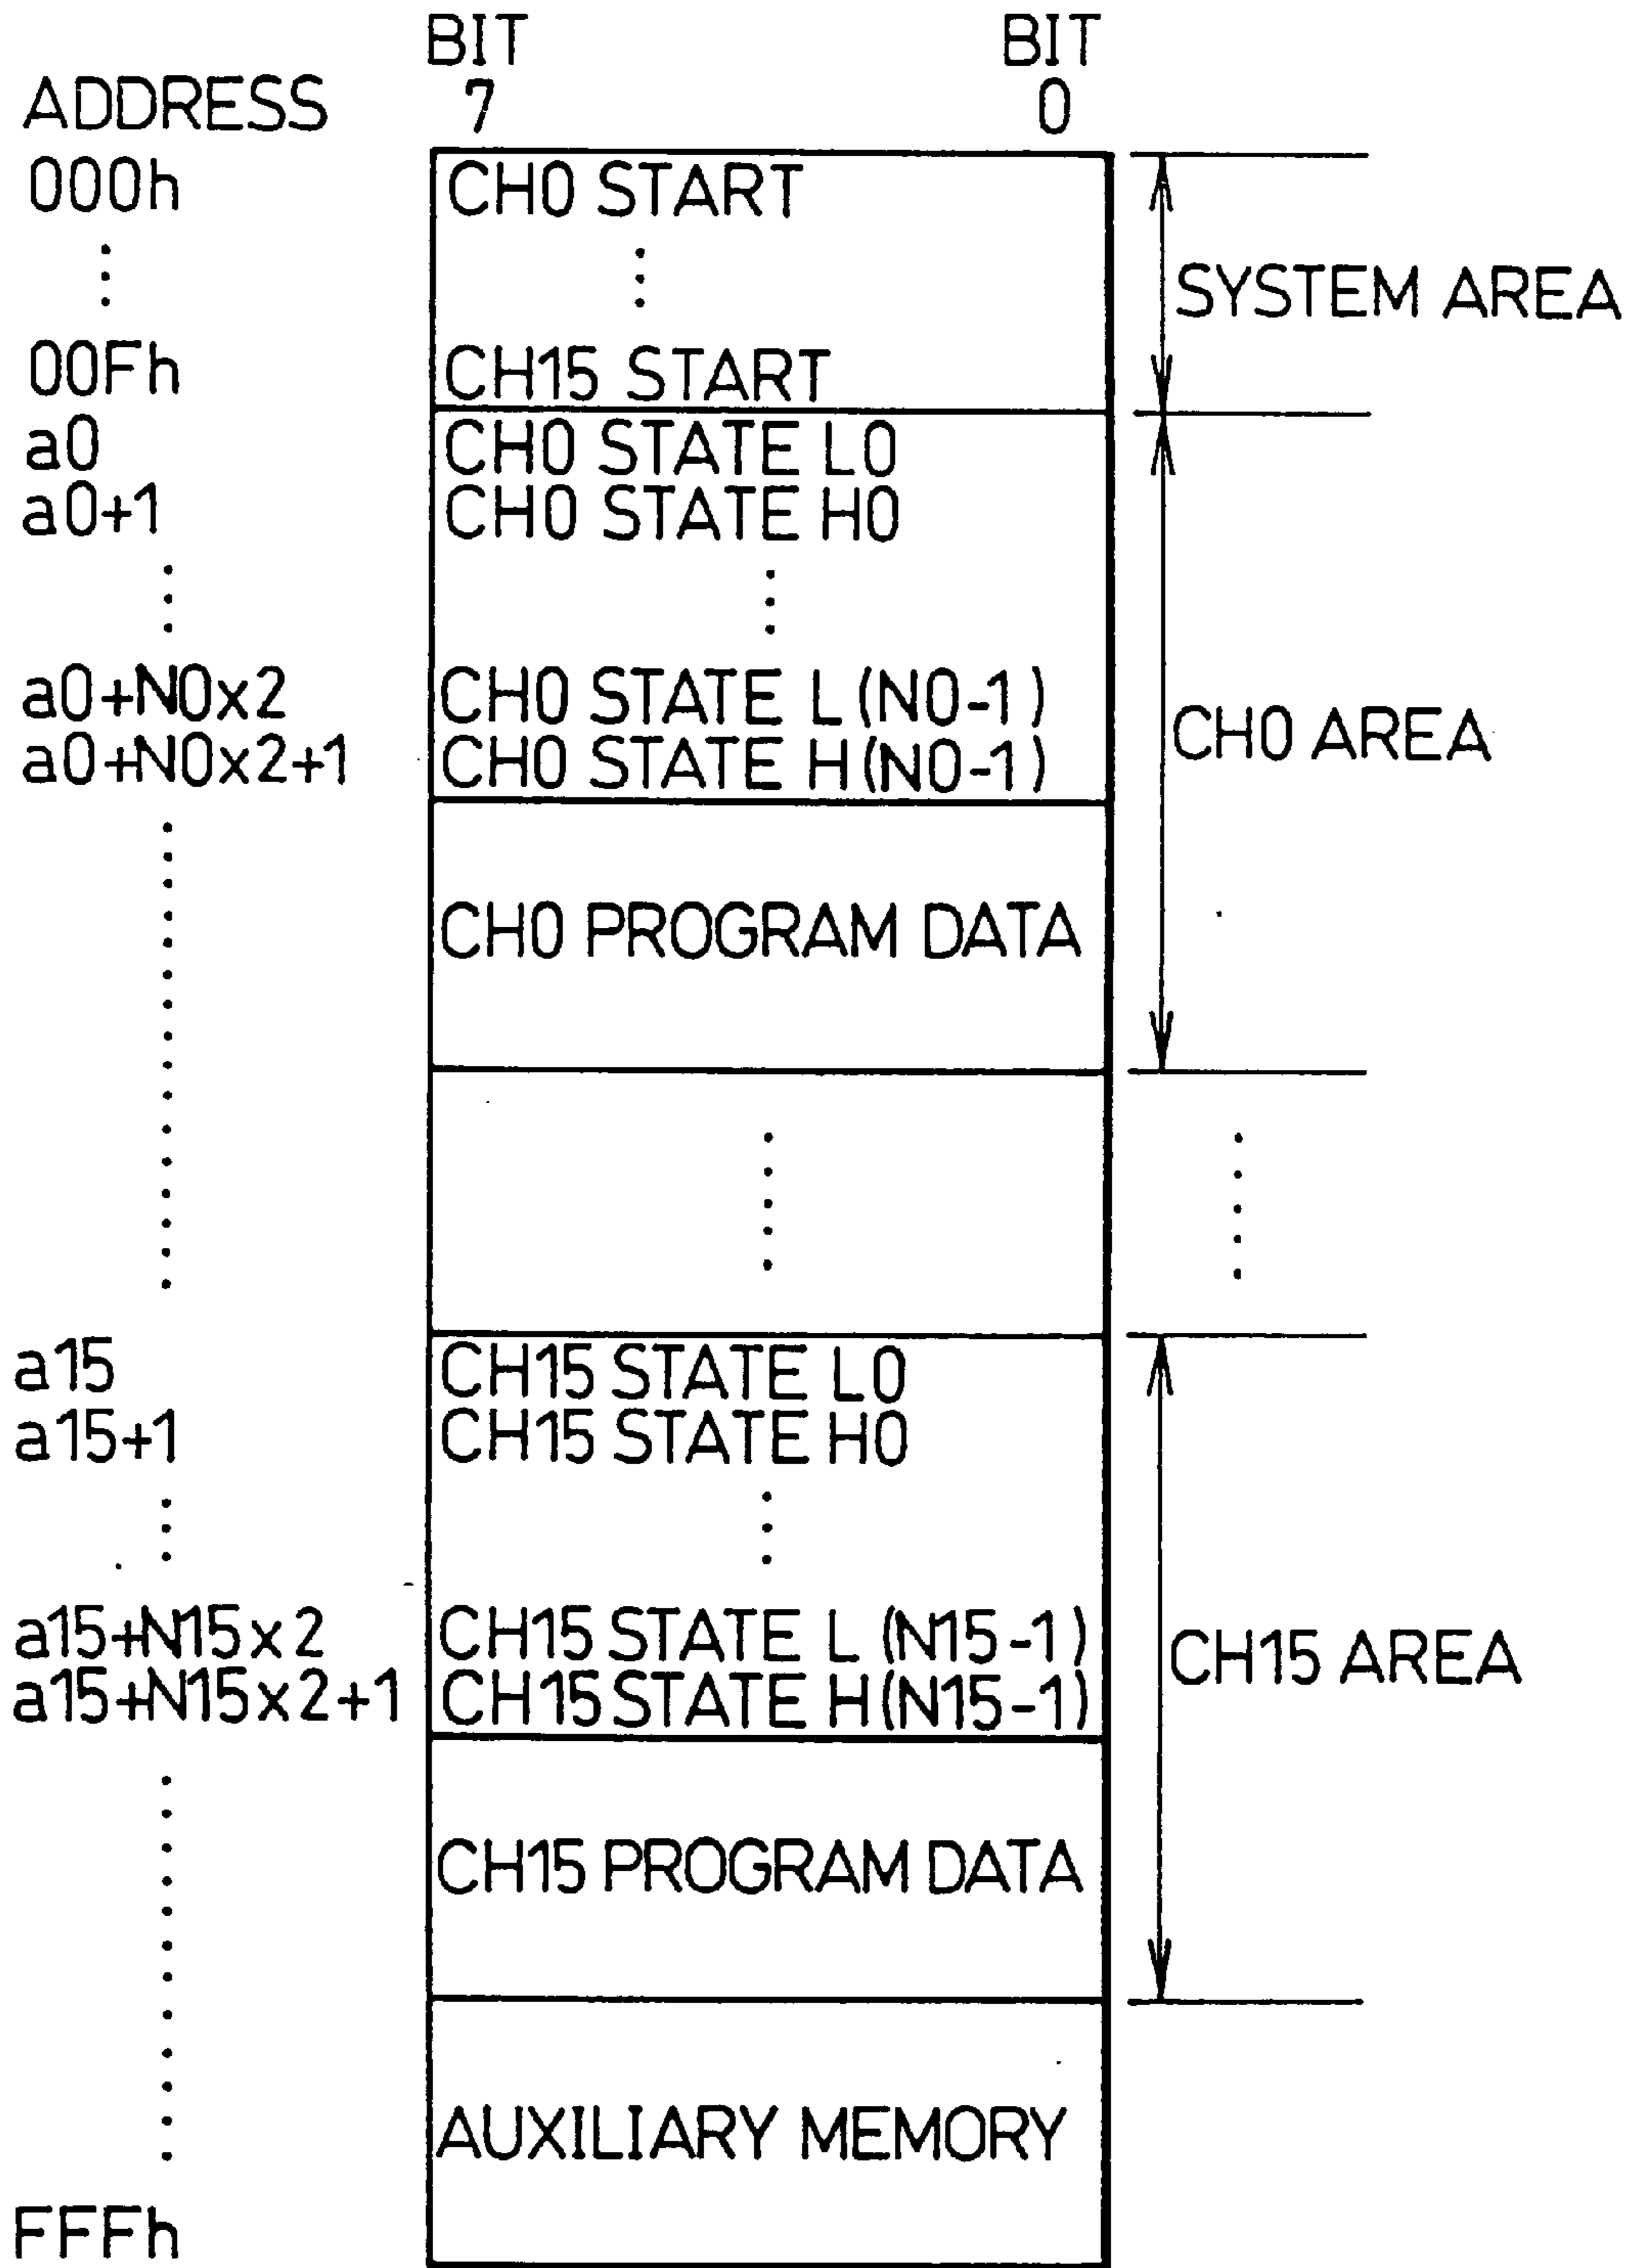 BIT BIT
ADDRESS 7 0
000h CH0 START
SYSTEM AREA
00Fh CH15 START
a0 CH0 STATE L0
a0+1 CH0 STATE H0
a0+N0x2 CH0 STATE L(N0-1)
CH0 AREA
a0+N0x2+1 CH0 STATE H(N0-1)
CH0 PROGRAM DATA
a15 CH15 STATE L0
a15+1 CH15 STATE H0
a15+N15x2 CH15 STATE L(N15-1)
CH15 AREA
a15+N15x2+1 CH15 STATE H(N15-1)
CH15 PROGRAM DATA
AUXILIARY MEMORY
FFFh